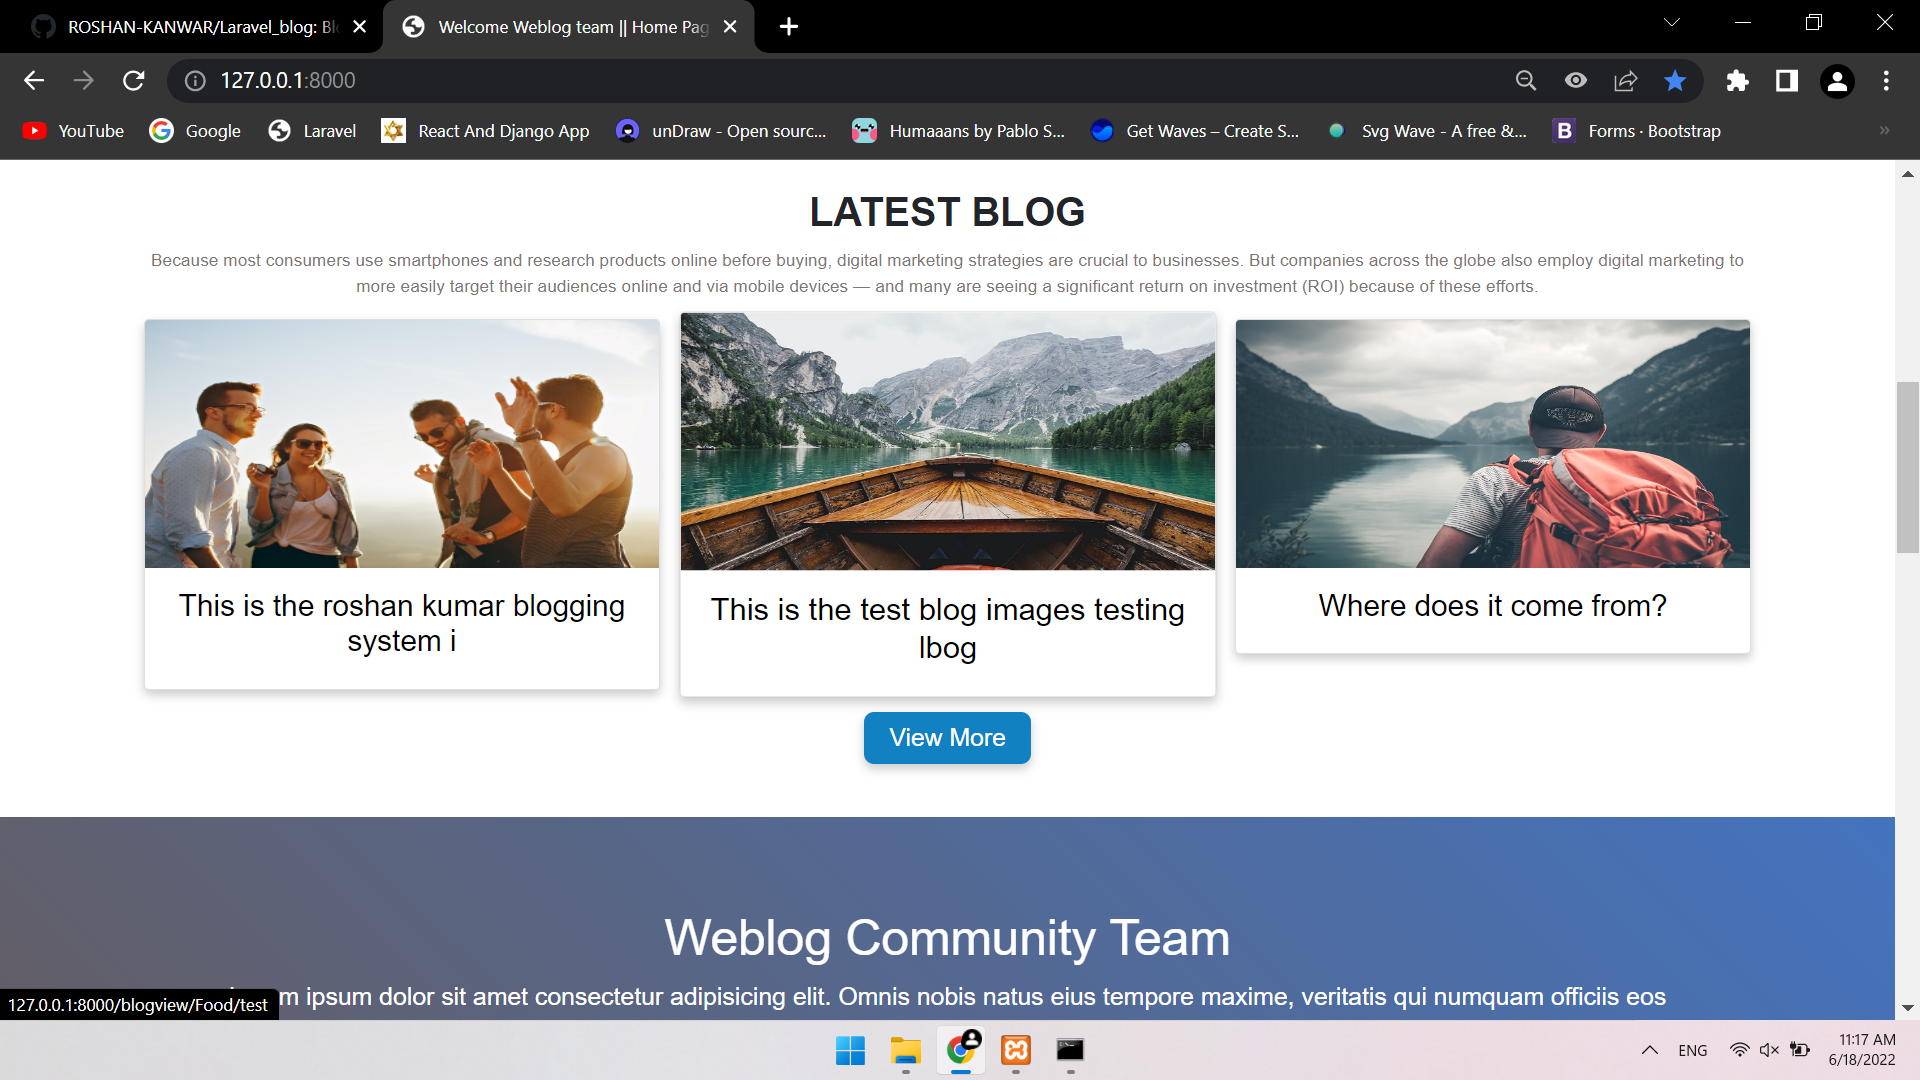 ROSHAN-KANWAR/Laravel_blog: Bl
Welcome Weblog team || Home Pag
127.0.0.1:8000
YouTube
Google
Laravel
React And Django App
unDraw - Open sourc...
Humaaans by Pablo S...
Get Waves – Create S...
Svg Wave - A free &...
B
Forms · Bootstrap
»
LATEST BLOG
Because most consumers use smartphones and research products online before buying, digital marketing strategies are crucial to businesses. But companies across the globe also employ digital marketing to
more easily target their audiences online and via mobile devices — and many are seeing a significant return on investment (ROI) because of these efforts.
This is the roshan kumar blogging
system i
This is the test blog images testing
lbog
Where does it come from?
View More
Weblog Community Team
m ipsum dolor sit amet consectetur adipisicing elit. Omnis nobis natus eius tempore maxime, veritatis qui numquam officiis eos
127.0.0.1:8000/blogview/Food/test
ENG
11:17 AM
6/18/2022